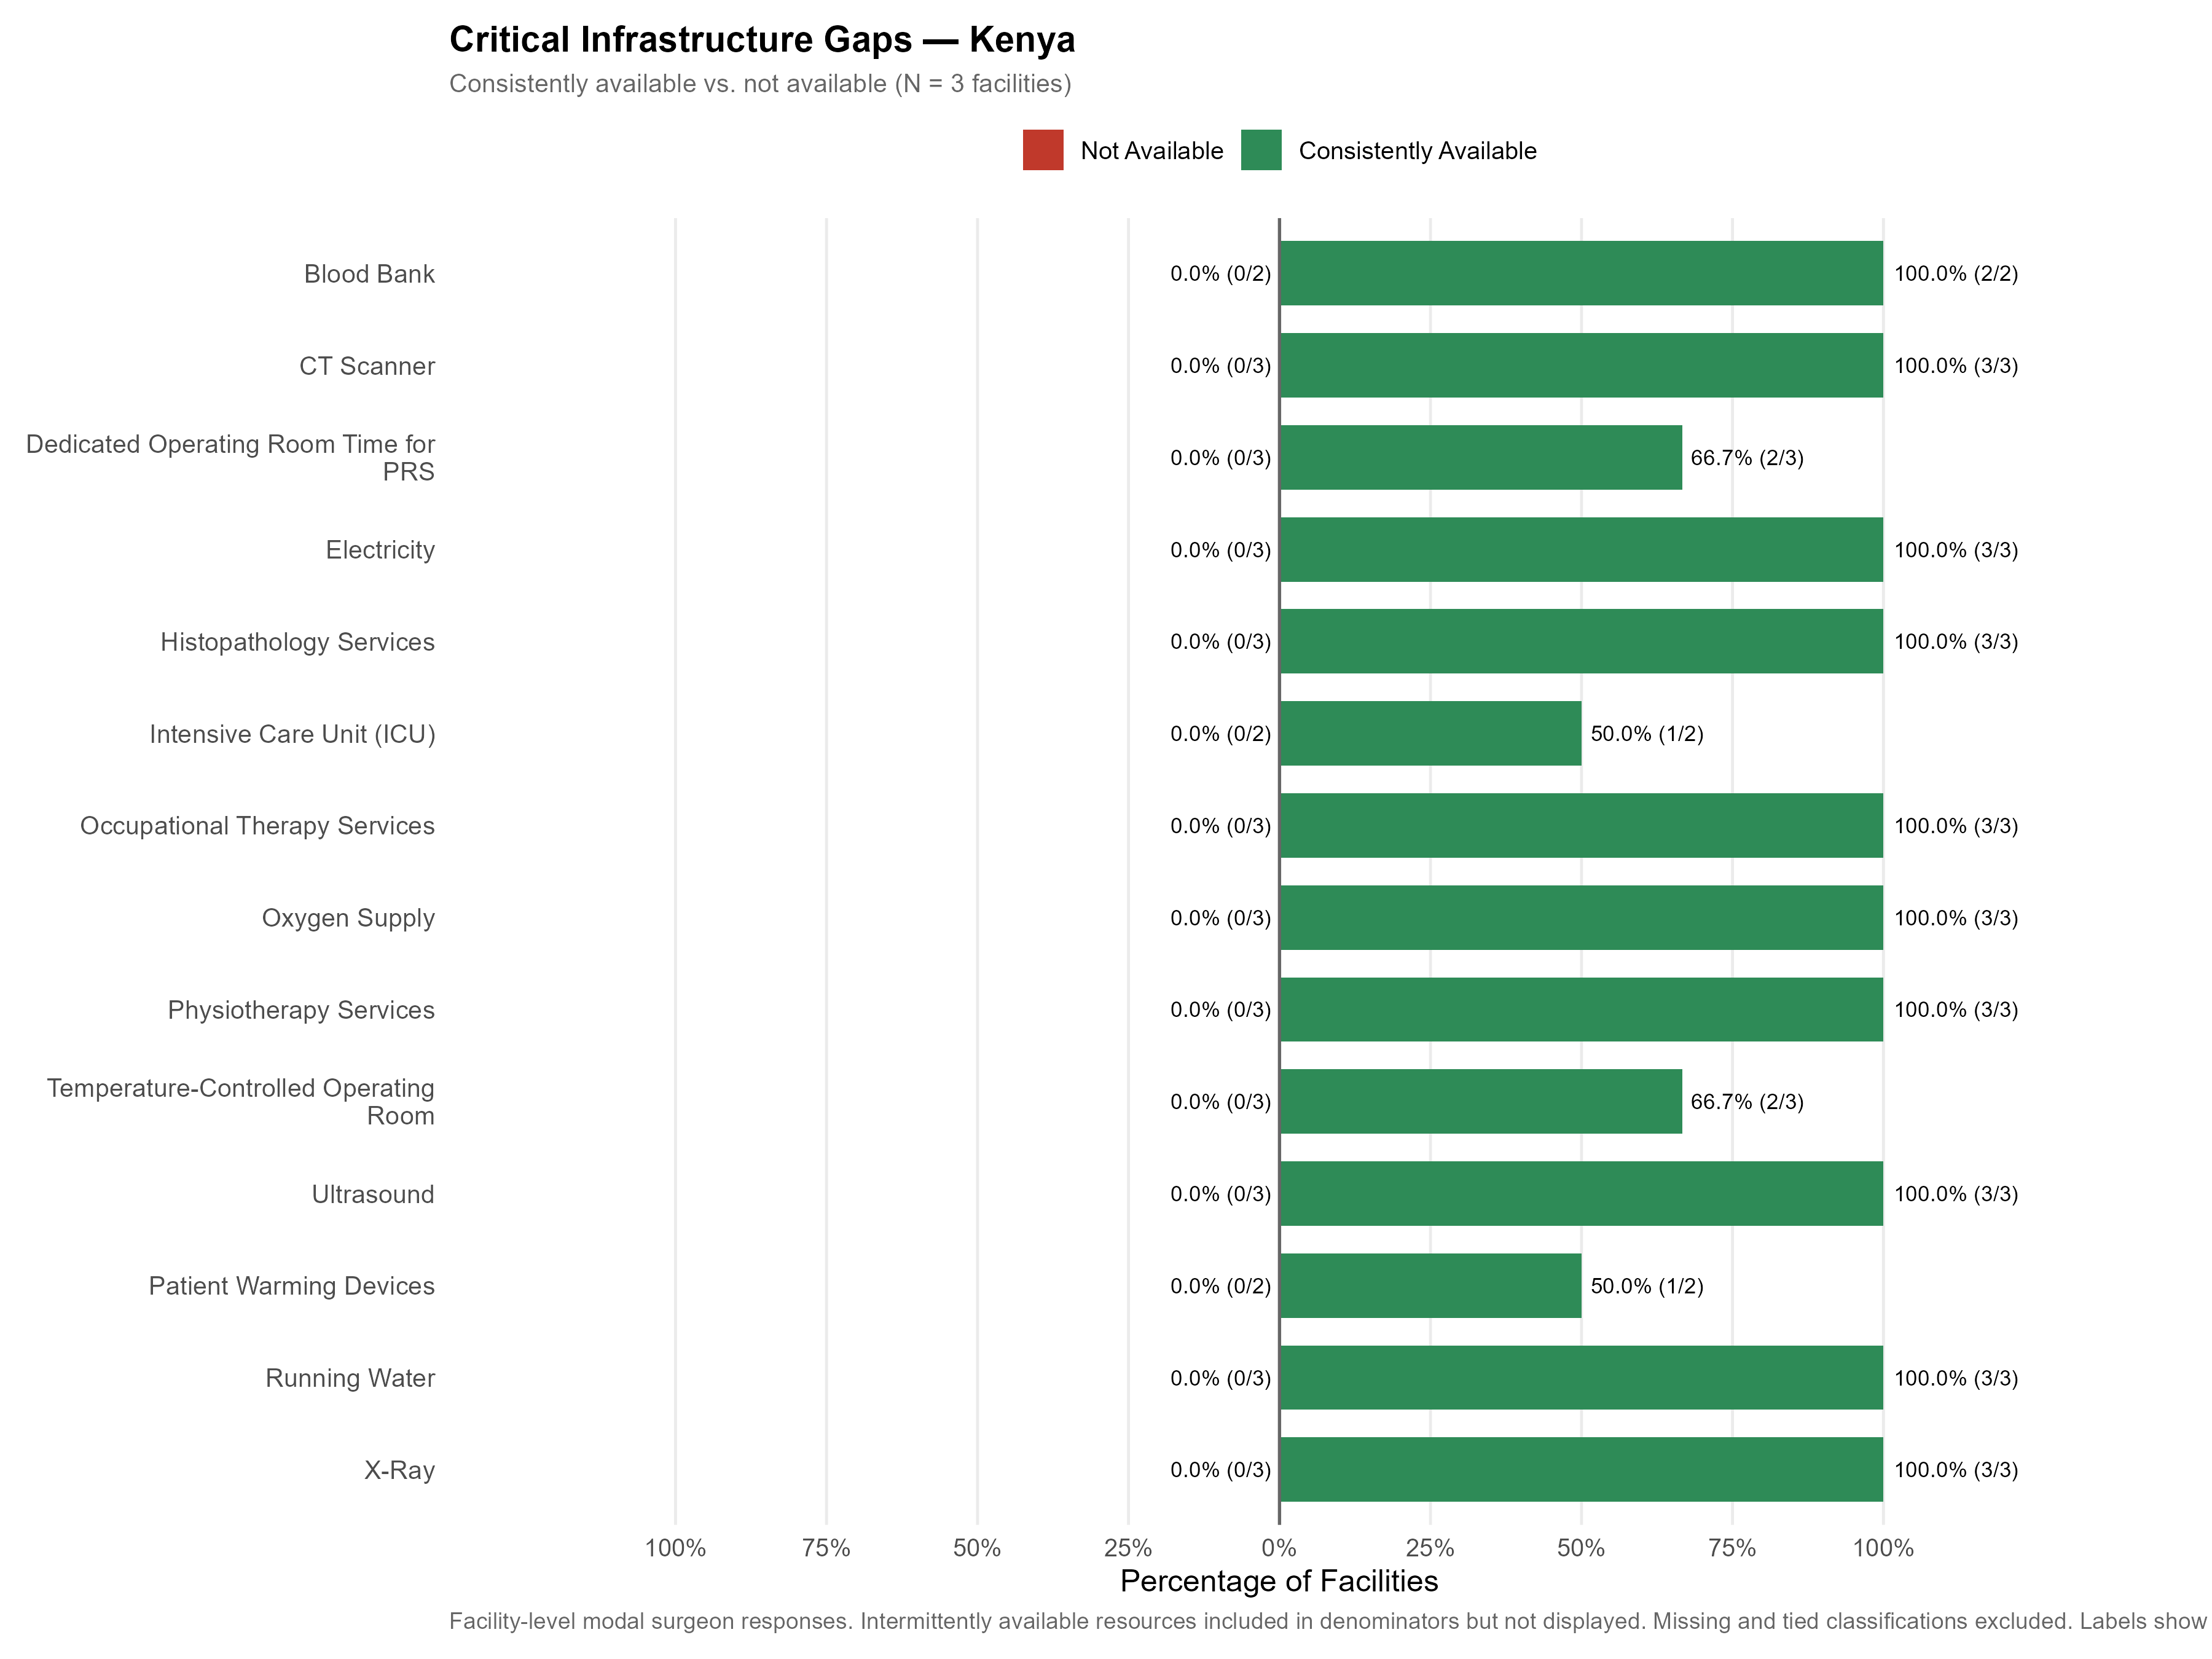 Critical Infrastructure Gaps — Kenya
Consistently available vs. not available (N = 3 facilities)
Not Available
Consistently Available
Blood Bank 0.0% (0/2) 100.0% (2/2)
CT Scanner 0.0% (0/3) 100.0% (3/3)
Dedicated Operating Room Time for
PRS 0.0% (0/3) 66.7% (2/3)
Electricity 0.0% (0/3) 100.0% (3/3)
Histopathology Services 0.0% (0/3) 100.0% (3/3)
Intensive Care Unit (ICU) 0.0% (0/2) 50.0% (1/2)
Occupational Therapy Services 0.0% (0/3) 100.0% (3/3)
Oxygen Supply 0.0% (0/3) 100.0% (3/3)
Physiotherapy Services 0.0% (0/3) 100.0% (3/3)
Temperature-Controlled Operating
Room 0.0% (0/3) 66.7% (2/3)
Ultrasound 0.0% (0/3) 100.0% (3/3)
Patient Warming Devices 0.0% (0/2) 50.0% (1/2)
Running Water 0.0% (0/3) 100.0% (3/3)
X-Ray 0.0% (0/3) 100.0% (3/3)
100% 75% 50% 25% 0% 25% 50% 75% 100%
Percentage of Facilities
Facility-level modal surgeon responses. Intermittently available resources included in denominators but not displayed. Missing and tied classifications excluded. Labels show